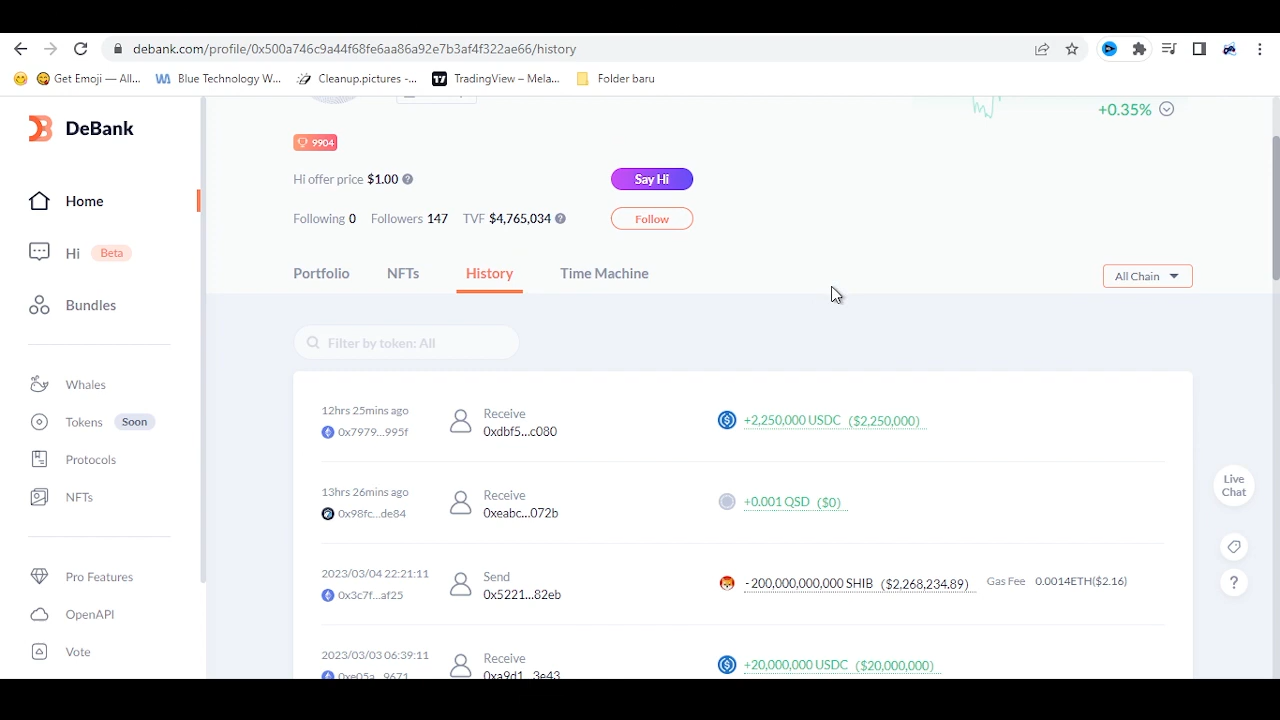 debank.com/profile/0x500a746c9a44f68fe6aa86a92e7b3af4f322ae66/history
Get Emoji — All...
Blue Technology W...
Cleanup.pictures -...
TradingView – Mela...
Folder baru
DeBank
+0.35%
9904
Hi offer price $1.00
Say Hi
Following 0 Followers 147 TVF $4,765,034
Follow
Home
Hi Beta
Bundles
Whales
Tokens Soon
Protocols
NFTs
Pro Features
OpenAPI
Vote
Portfolio NFTs History Time Machine
All Chain
Filter by token: All
12hrs 25mins ago
0x7979...995f
Receive
0xdbf5...c080
+2,250,000 USDC ($2,250,000)
13hrs 26mins ago
0x98fc...de84
Receive
0xeabc...072b
+0.001 QSD ($0)
2023/03/04 22:21:11
0x3c7f...af25
Send
0x5221...82eb
-200,000,000,000 SHIB ($2,268,234.89)
Gas Fee 0.0014ETH($2.16)
2023/03/03 06:39:11
0xe05a...9671
Receive
0xa9d1...3e43
+20,000,000 USDC ($20,000,000)
Live
Chat
?